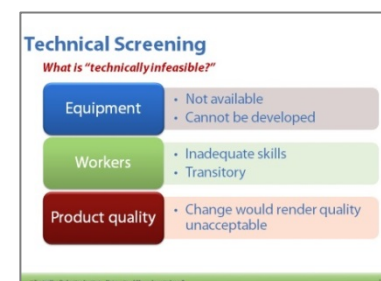 Technical Screening
What is "technically infeasible?"
Equipment
• Not available
• Cannot be developed
Workers
• Inadequate skills
• Transitory
Product quality
• Change would render quality
unacceptable